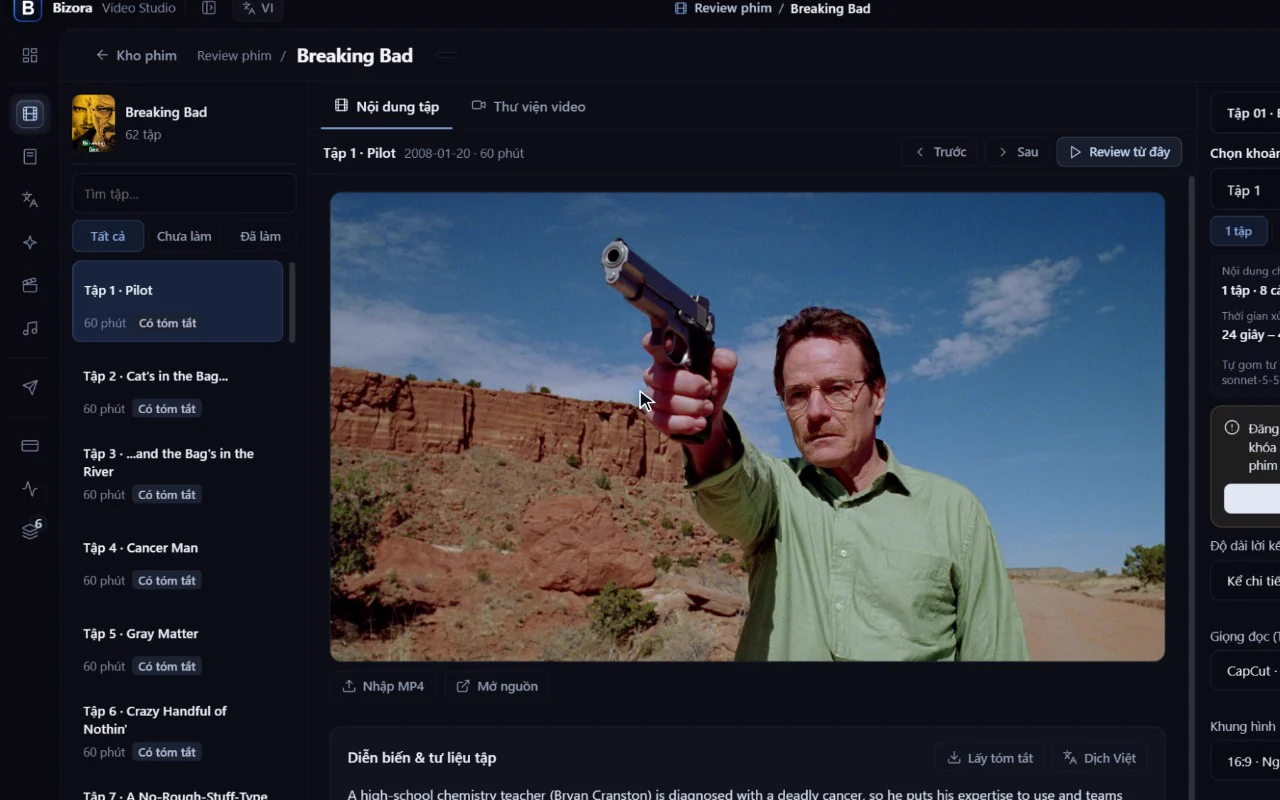 B Bizora Video Studio VI Review phim / Breaking Bad
Kho phim Review phim / Breaking Bad
Breaking Bad
62 tập
Tìm tập...
Tất cả Chưa làm Đã làm
Tập 1 · Pilot
60 phút Có tóm tắt
Tập 2 · Cat's in the Bag...
60 phút Có tóm tắt
Tập 3 · ...and the Bag's in the
River
60 phút Có tóm tắt
Tập 4 · Cancer Man
60 phút Có tóm tắt
Tập 5 · Gray Matter
60 phút Có tóm tắt
Tập 6 · Crazy Handful of
Nothin'
60 phút Có tóm tắt
Tập 7 · A No-Rough-Stuff-Type
6
Nội dung tập Thư viện video
Tập 1 · Pilot 2008-01-20 · 60 phút Trước Sau Review từ đây
Nhập MP4 Mở nguồn
Diễn biến & tư liệu tập Lấy tóm tắt Dịch Việt
A high-school chemistry teacher (Bryan Cranston) is diagnosed with a deadly cancer, so he puts his expertise to use and teams
Tập 01 ·
Chọn khoản
Tập 1
1 tập
Nội dung ch
1 tập · 8 cả
Thời gian xử
24 giây –
Tự gom tư
sonnet-5-5
Đăng
khóa
phim
Độ dài lời kể
Kể chi tiế
Giọng đọc
CapCut ·
Khung hình
16:9 · Ng